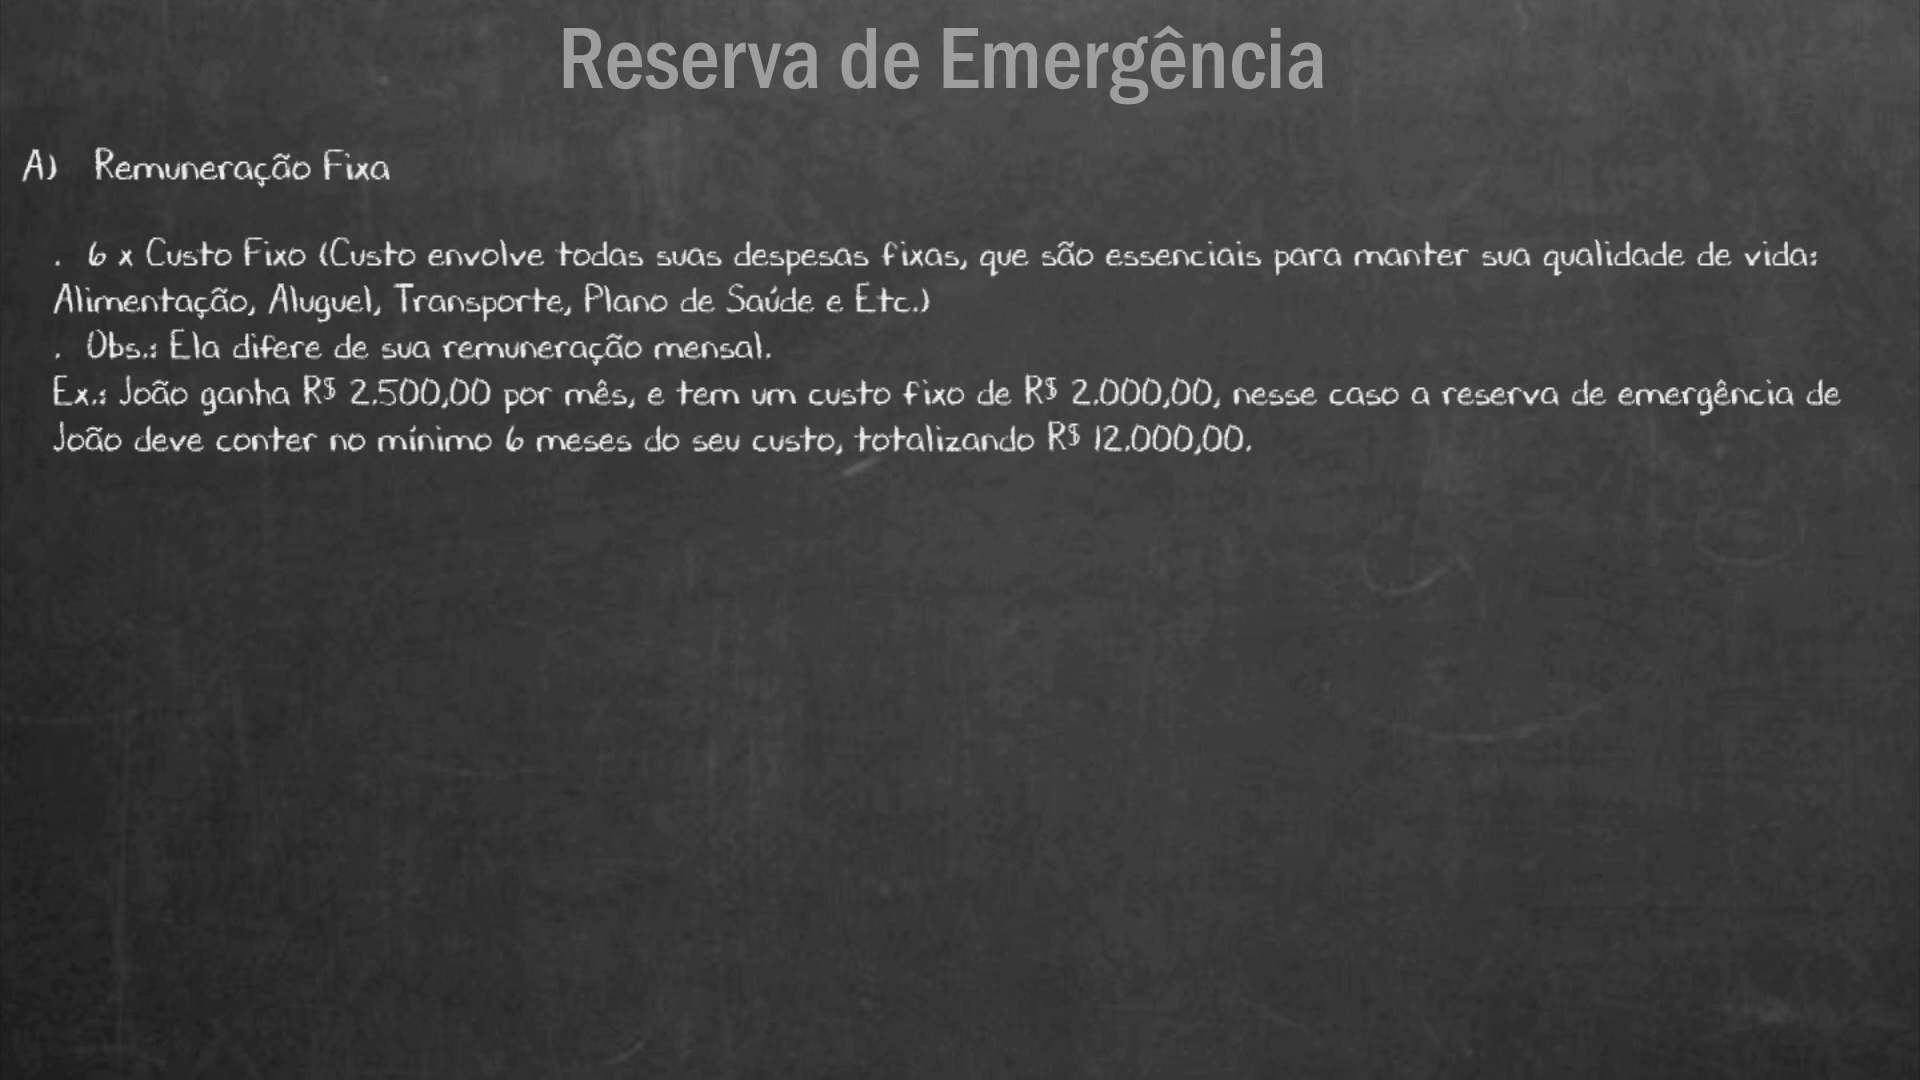 Reserva de Emergência
A) Remuneração Fixa
. 6 x Custo Fixo (Custo envolve todas suas despesas fixas, que são essenciais para manter sua qualidade de vida:
Alimentação, Aluguel, Transporte, Plano de Saúde e Etc.)
. Obs.: Ela difere de sua remuneração mensal.
Ex.: João ganha R$ 2.500,00 por mês, e tem um custo fixo de R$ 2.000,00, nesse caso a reserva de emergência de
João deve conter no mínimo 6 meses do seu custo, totalizando R$ 12.000,00.